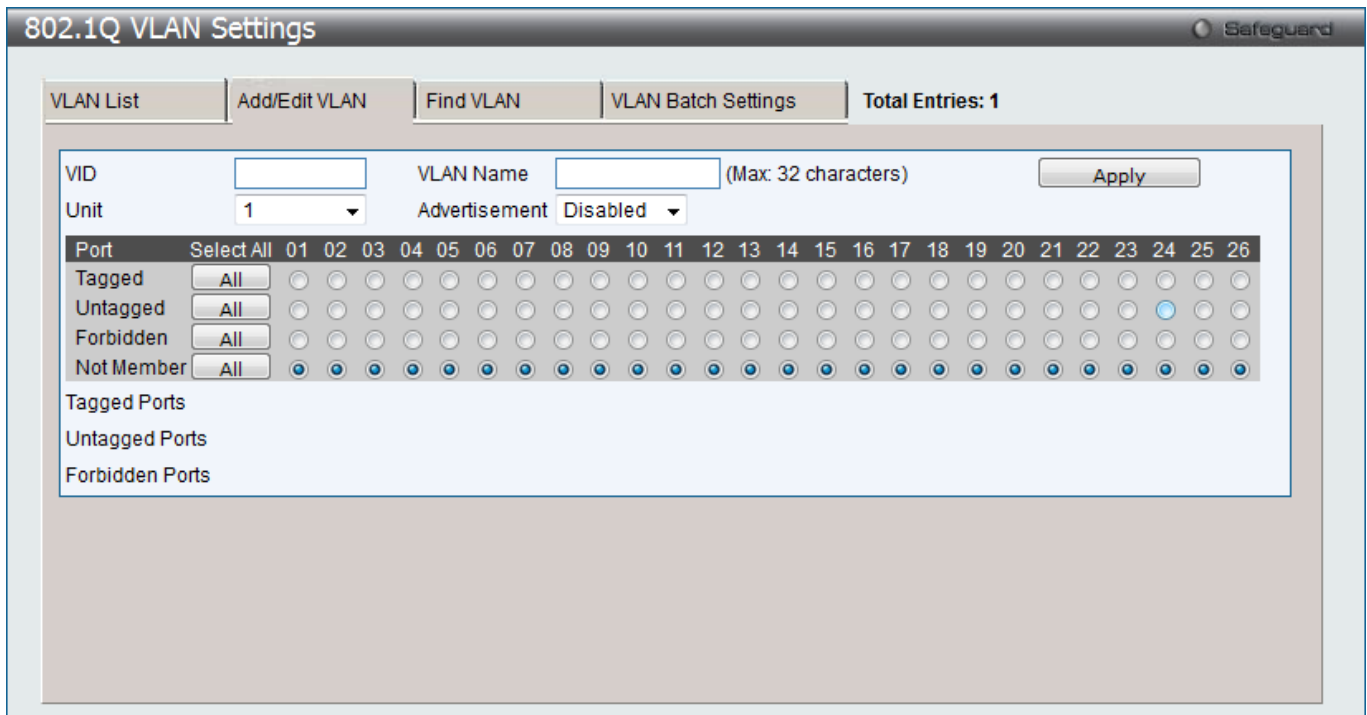 802.1Q VLAN Settings Safeguard
VLAN List Add/Edit VLAN Find VLAN VLAN Batch Settings Total Entries: 1
VID VLAN Name (Max: 32 characters) Apply
Unit 1 Advertisement Disabled
Port Select All 01 02 03 04 05 06 07 08 09 10 11 12 13 14 15 16 17 18 19 20 21 22 23 24 25 26
Tagged All
Untagged All
Forbidden All
Not Member All
Tagged Ports
Untagged Ports
Forbidden Ports